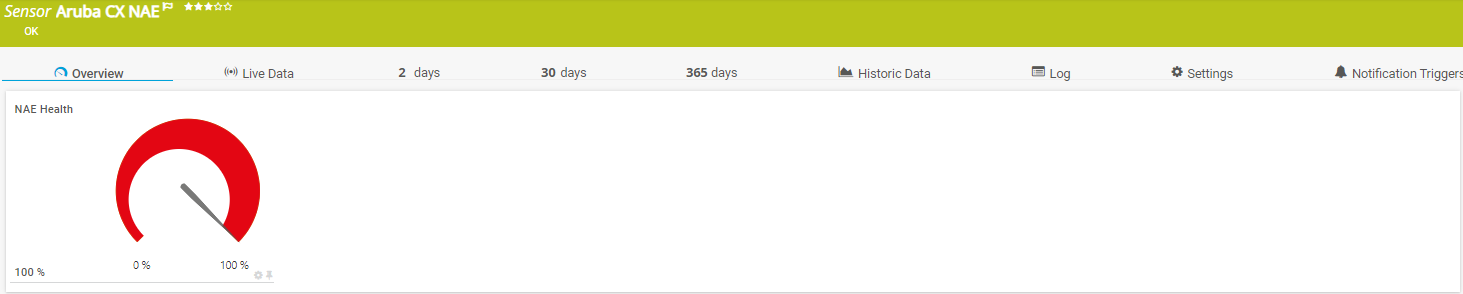 Sensor Aruba CX NAE
OK
Overview Live Data 2 days 30 days 365 days Historic Data Log Settings Notification Triggers
NAE Health
0 % 100 %
100 %